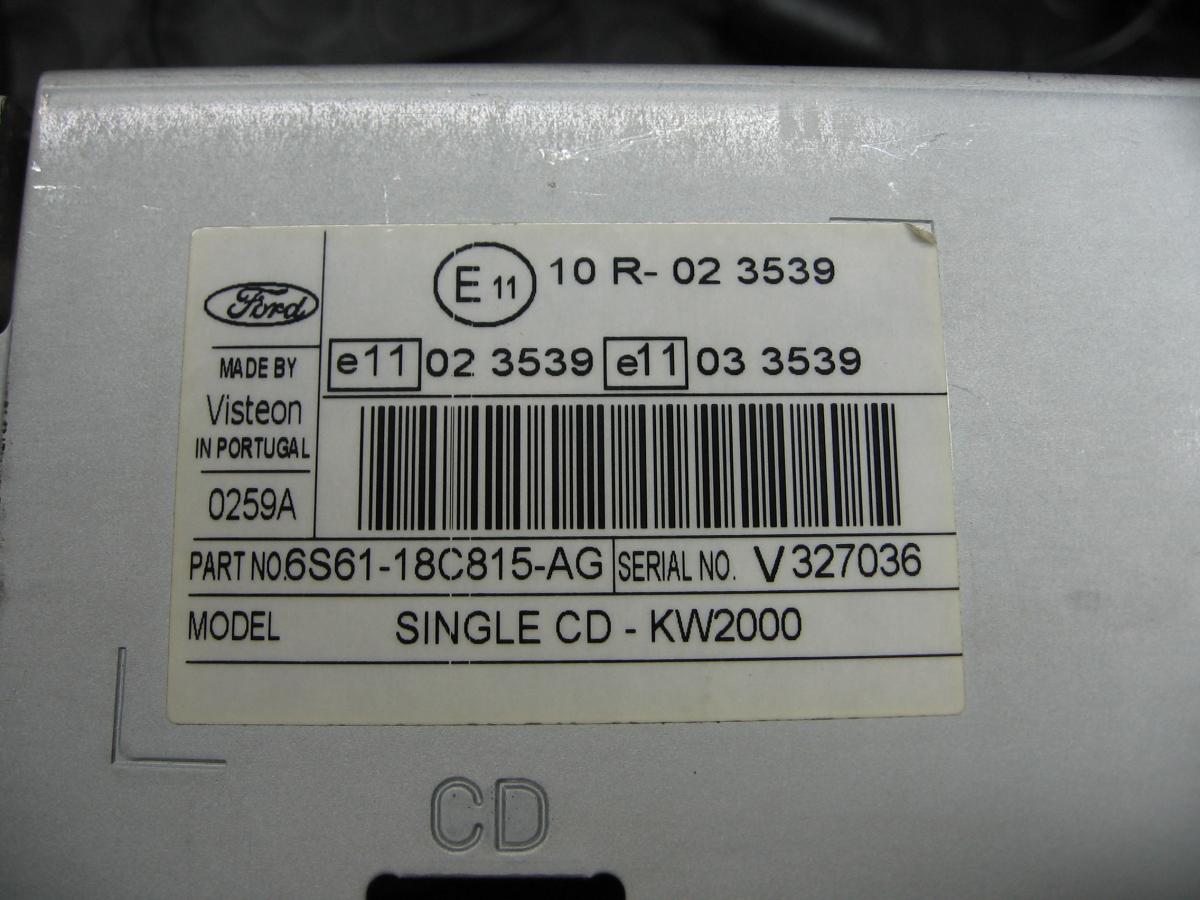 Ford
MADE BY
Visteon
IN PORTUGAL
0259A
E 11 10 R- 02 3539
e11 02 3539 e11 03 3539
PART NO.6S61-18C815-AG SERIAL NO. V327036
MODEL SINGLE CD - KW2000
CD